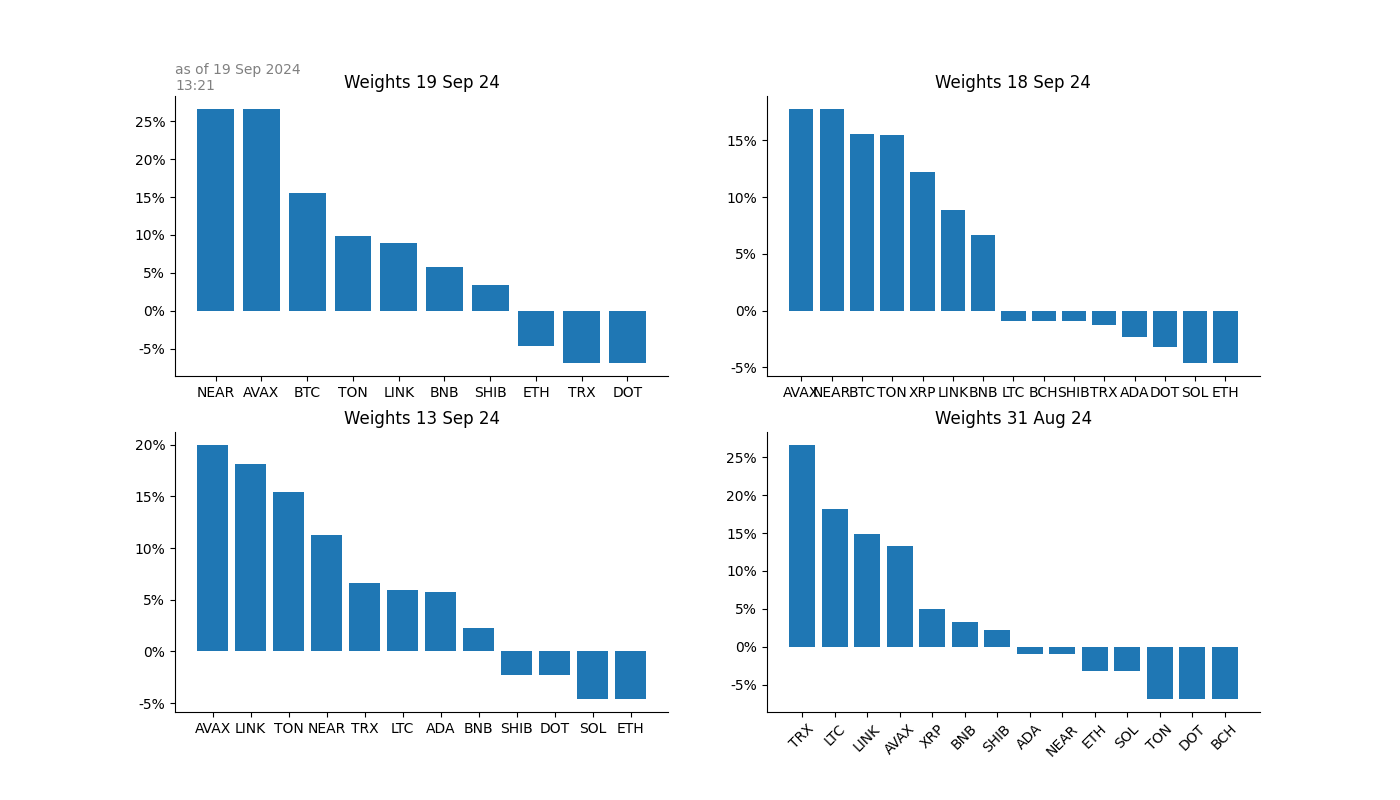 as of 19 Sep 2024
13:21
Weights 19 Sep 24
25%
20%
15%
10%
5%
0%
-5%
NEAR AVAX BTC TON LINK BNB SHIB ETH TRX DOT
Weights 18 Sep 24
15%
10%
5%
0%
-5%
AVAX NEAR BTC TON XRP LINK BNB LTC BCH SHIB TRX ADA DOT SOL ETH
Weights 13 Sep 24
20%
15%
10%
5%
0%
-5%
AVAX LINK TON NEAR TRX LTC ADA BNB SHIB DOT SOL ETH
Weights 31 Aug 24
25%
20%
15%
10%
5%
0%
-5%
TRX LTC LINK AVAX XRP BNB SHIB ADA NEAR ETH SOL TON DOT BCH